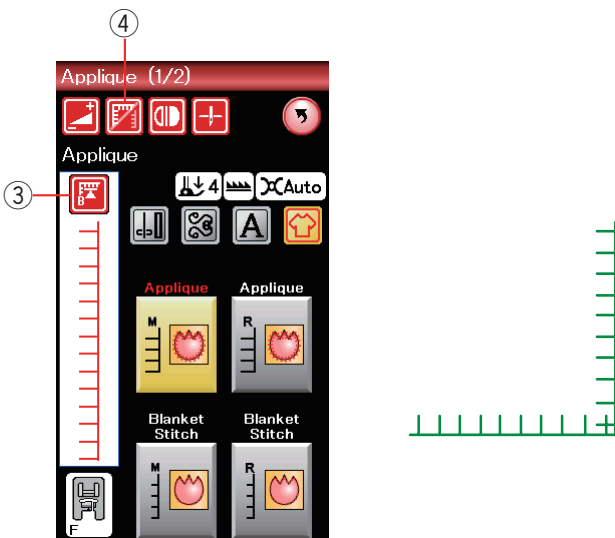 ④
Applique (1/2)
Applique
③
B
4
Auto
A
Applique
Applique
M
R
Blanket
Stitch
Blanket
Stitch
M
R
F